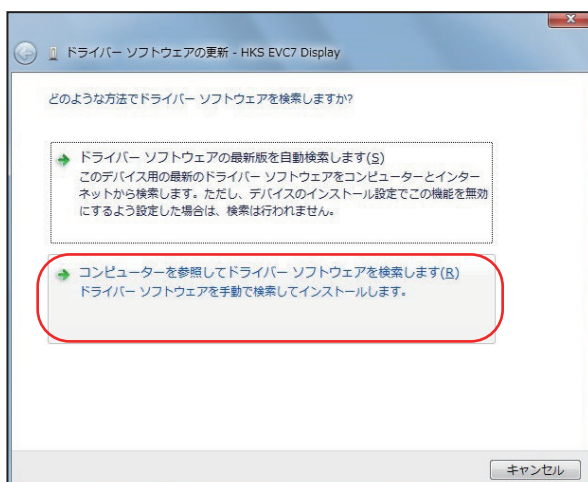 ドライバー ソフトウェアの更新 - HKS EVC7 Display
どのような方法でドライバー ソフトウェアを検索しますか?
ドライバー ソフトウェアの最新版を自動検索します(S)
このデバイス用の最新のドライバー ソフトウェアをコンピューターとインター
ネットから検索します。ただし、デバイスのインストール設定でこの機能を無効
にするよう設定した場合は、検索は行われません。
コンピューターを参照してドライバー ソフトウェアを検索します(R)
ドライバー ソフトウェアを手動で検索してインストールします。
キャンセル